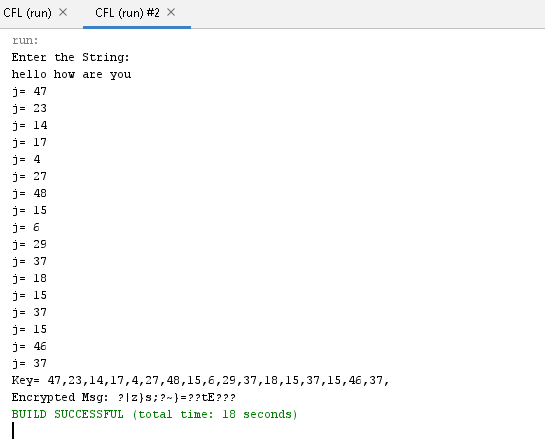 CFL (run) × CFL (run) #2 ×
run:
Enter the String:
hello how are you
j= 47
j= 23
j= 14
j= 17
j= 4
j= 27
j= 48
j= 15
j= 6
j= 29
j= 37
j= 18
j= 15
j= 37
j= 15
j= 46
j= 37
Key= 47,23,14,17,4,27,48,15,6,29,37,18,15,37,15,46,37,
Encrypted Msg: ?|z}s;?~}=??tE???
BUILD SUCCESSFUL (total time: 18 seconds)